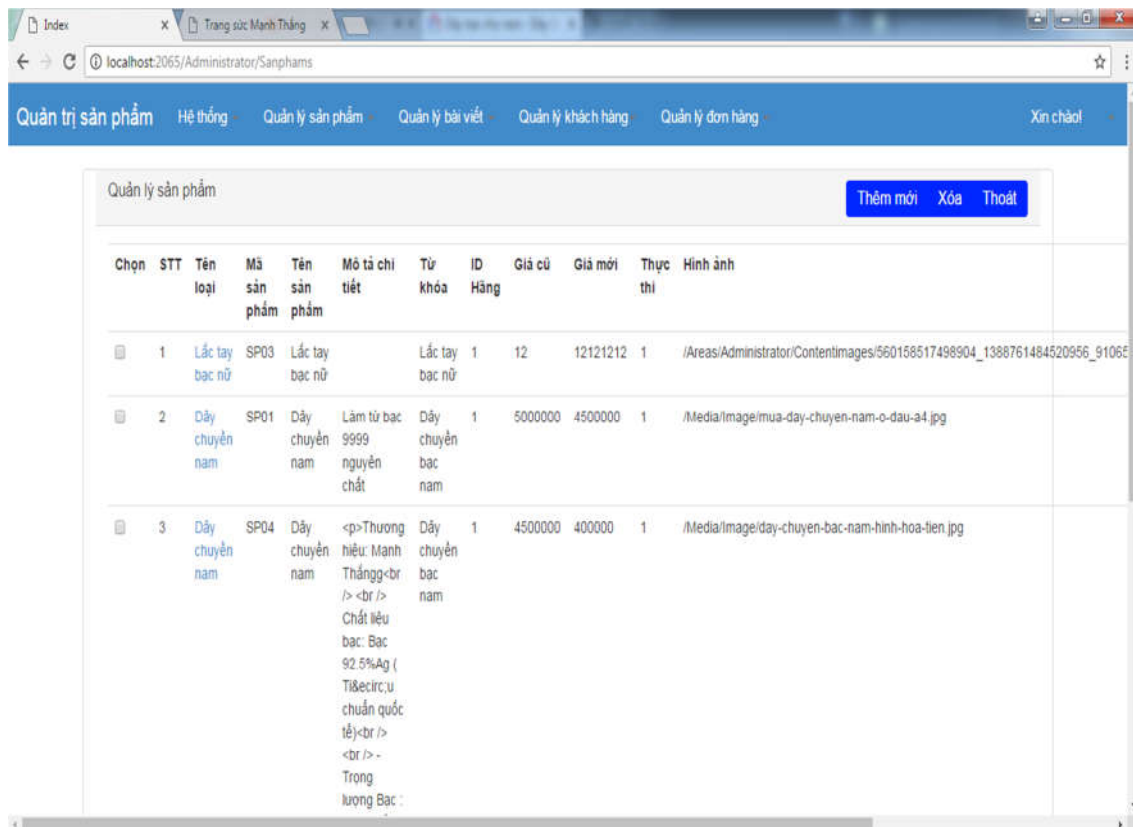 Index
Trang sức Mạnh Thắng
localhost:2065/Administrator/Sanphams
Quản trị sản phẩm Hệ thống Quản lý sản phẩm Quản lý bài viết Quản lý khách hàng Quản lý đơn hàng Xin chào!
Quản lý sản phẩm
Thêm mới Xóa Thoát
Chọn STT Tên loại Mã sản phẩm Tên sản phẩm Mô tả chi tiết Từ khóa ID Hãng Giá cũ Giá mới Thực thi Hình ảnh
1 Lắc tay bạc nữ SP03 Lắc tay bạc nữ Lắc tay bạc nữ 1 12 12121212 1 /Areas/Administrator/Contentimages/560158517498904_1388761484520956_91065
2 Dây chuyền nam SP01 Dây chuyền nam Làm từ bạc 9999 nguyên chất Dây chuyền bạc nam 1 5000000 4500000 1 /Media/Image/mua-day-chuyen-nam-o-dau-a4.jpg
3 Dây chuyền nam SP04 Dây chuyền nam <p>Thương hiệu: Mạnh Thắngg<br /> <br /> Chất liệu bạc: Bạc 92.5%Ag ( Ti&ecirc;u chuẩn quốc tế)<br /> <br /> - Trọng lượng Bạc : Dây chuyền bạc nam 1 4500000 400000 1 /Media/Image/day-chuyen-bac-nam-hinh-hoa-tien.jpg